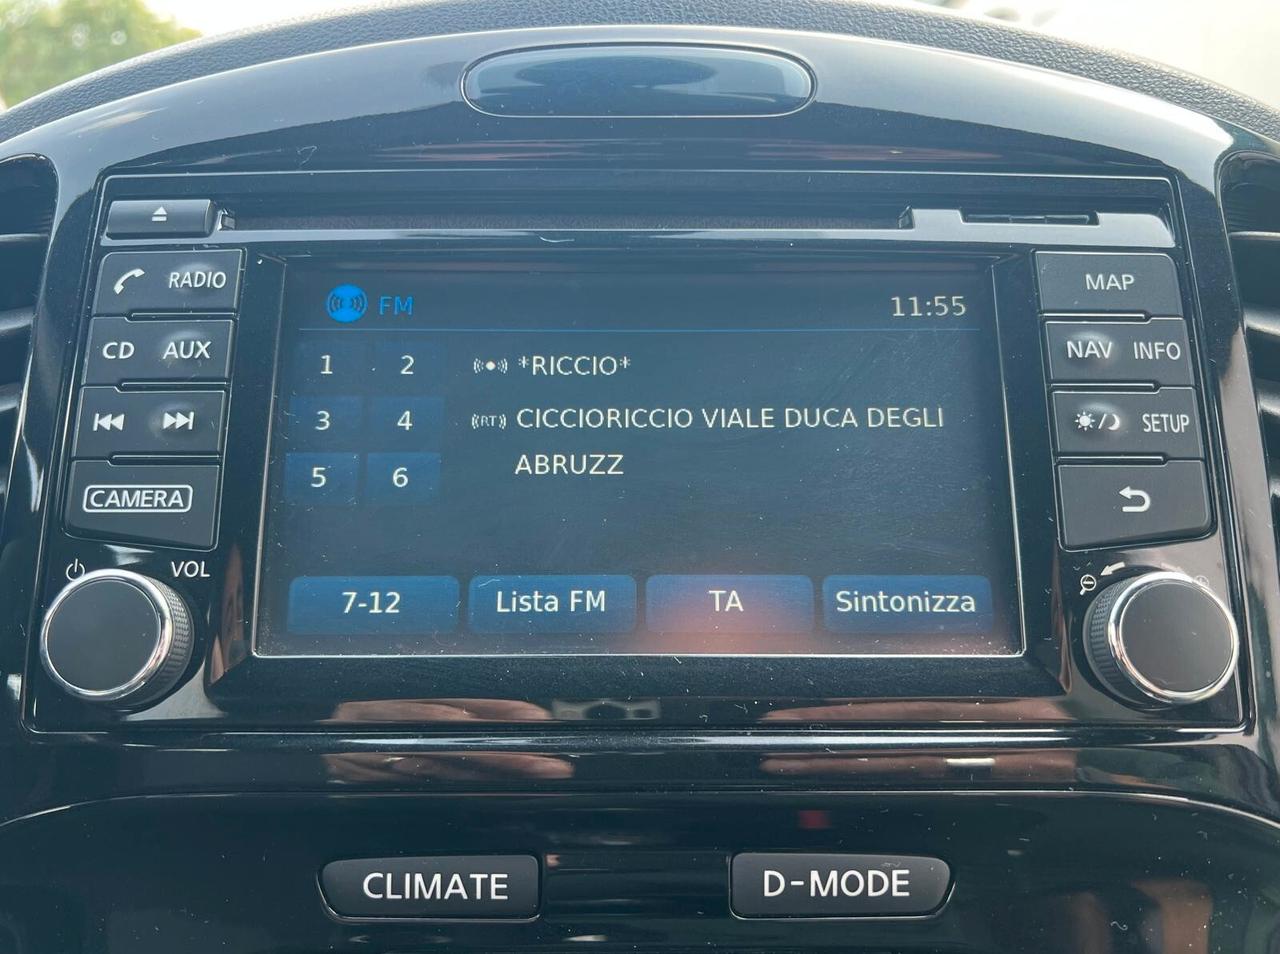 RADIO
CD AUX
CAMERA
VOL
FM 11:55
1 2
3 4
5 6
*RICCIO*
RT CICCIORICCIO VIALE DUCA DEGLI
ABRUZZ
7-12 Lista FM TA Sintonizza
MAP
NAV INFO
SETUP
CLIMATE D-MODE